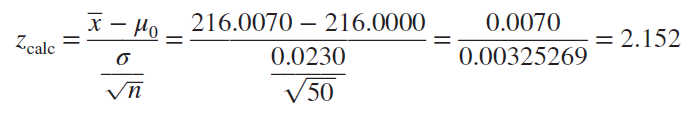 z_calc = (x̄ − μ₀) / (σ / √n) = (216.0070 − 216.0000) / (0.0230 / √50) = 0.0070 / 0.00325269 = 2.152